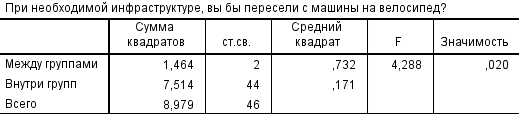 При необходимой инфраструктуре, вы бы пересели с машины на велосипед?
Сумма квадратов ст.св. Средний квадрат F Значимость
Между группами 1,464 2 ,732 4,288 ,020
Внутри групп 7,514 44 ,171
Всего 8,979 46